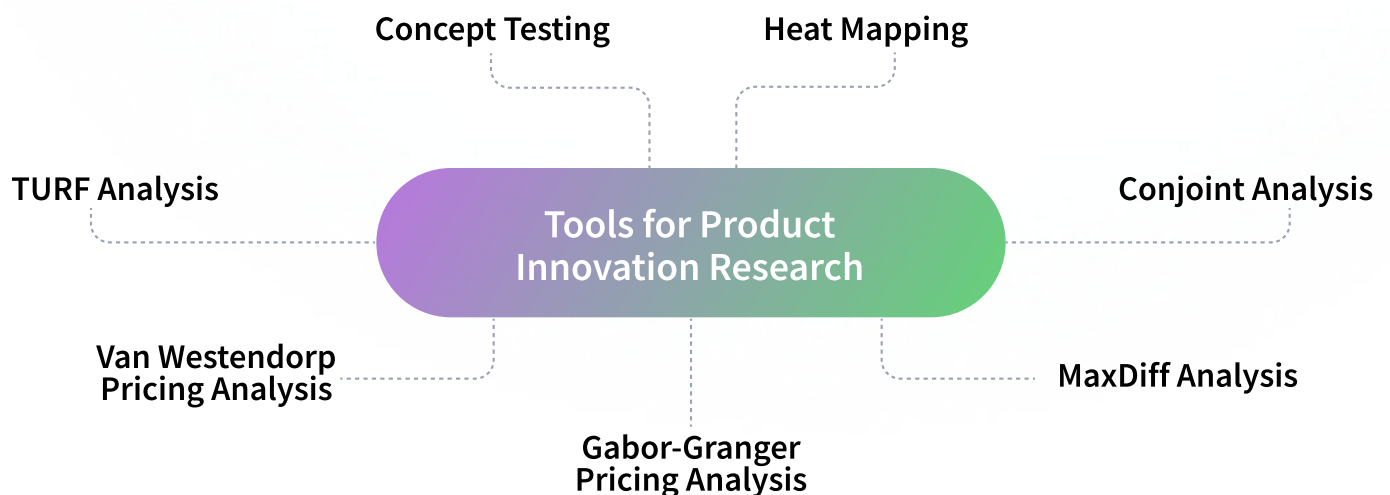 Concept Testing
Heat Mapping
TURF Analysis
Conjoint Analysis
Tools for Product
Innovation Research
Van Westendorp
Pricing Analysis
MaxDiff Analysis
Gabor-Granger
Pricing Analysis